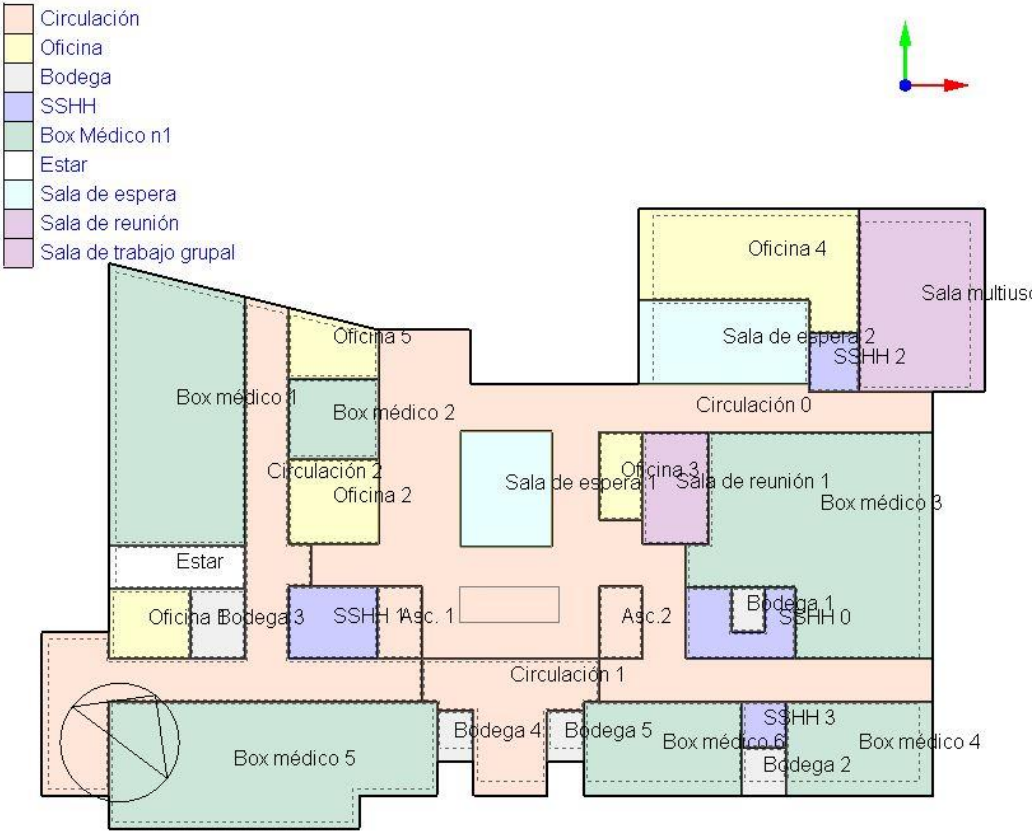 Circulación
Oficina
Bodega
SSHH
Box Médico n1
Estar
Sala de espera
Sala de reunión
Sala de trabajo grupal
Oficina 4
Sala multiuso
Oficina 5
Sala de espera 2
SSHH 2
Box médico 1
Box médico 2
Circulación 0
Circulación 2
Oficina 2
Sala de espera 1
Oficina 3
Sala de reunión 1
Box médico 3
Estar
Oficina 1
Bodega 3
SSHH 1
Asc. 1
Asc.2
Bodega 1
SSHH 0
Circulación 1
Box médico 5
Bodega 4
Bodega 5
Box médico 6
SSHH 3
Box médico 4
Bodega 2